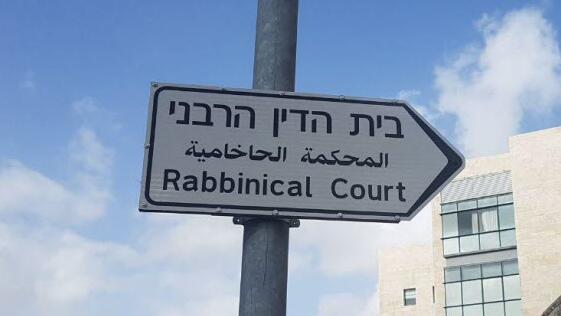 בית הדין הרבני
المحكمة الحاخامية
Rabbinical Court